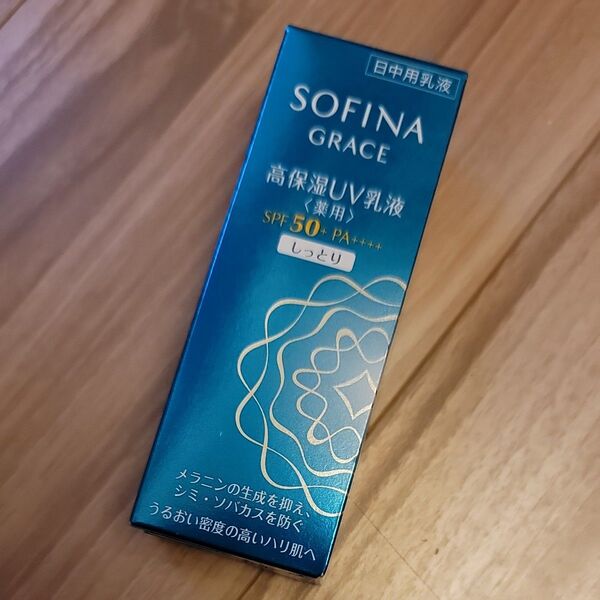 日中用乳液
SOFINA
GRACE
高保湿UV乳液
〈薬用〉
SPF50+ PA++++
しっとり
メラニンの生成を抑え、
シミ・ソバカスを防ぐ
うるおい密度の高いハリ肌へ